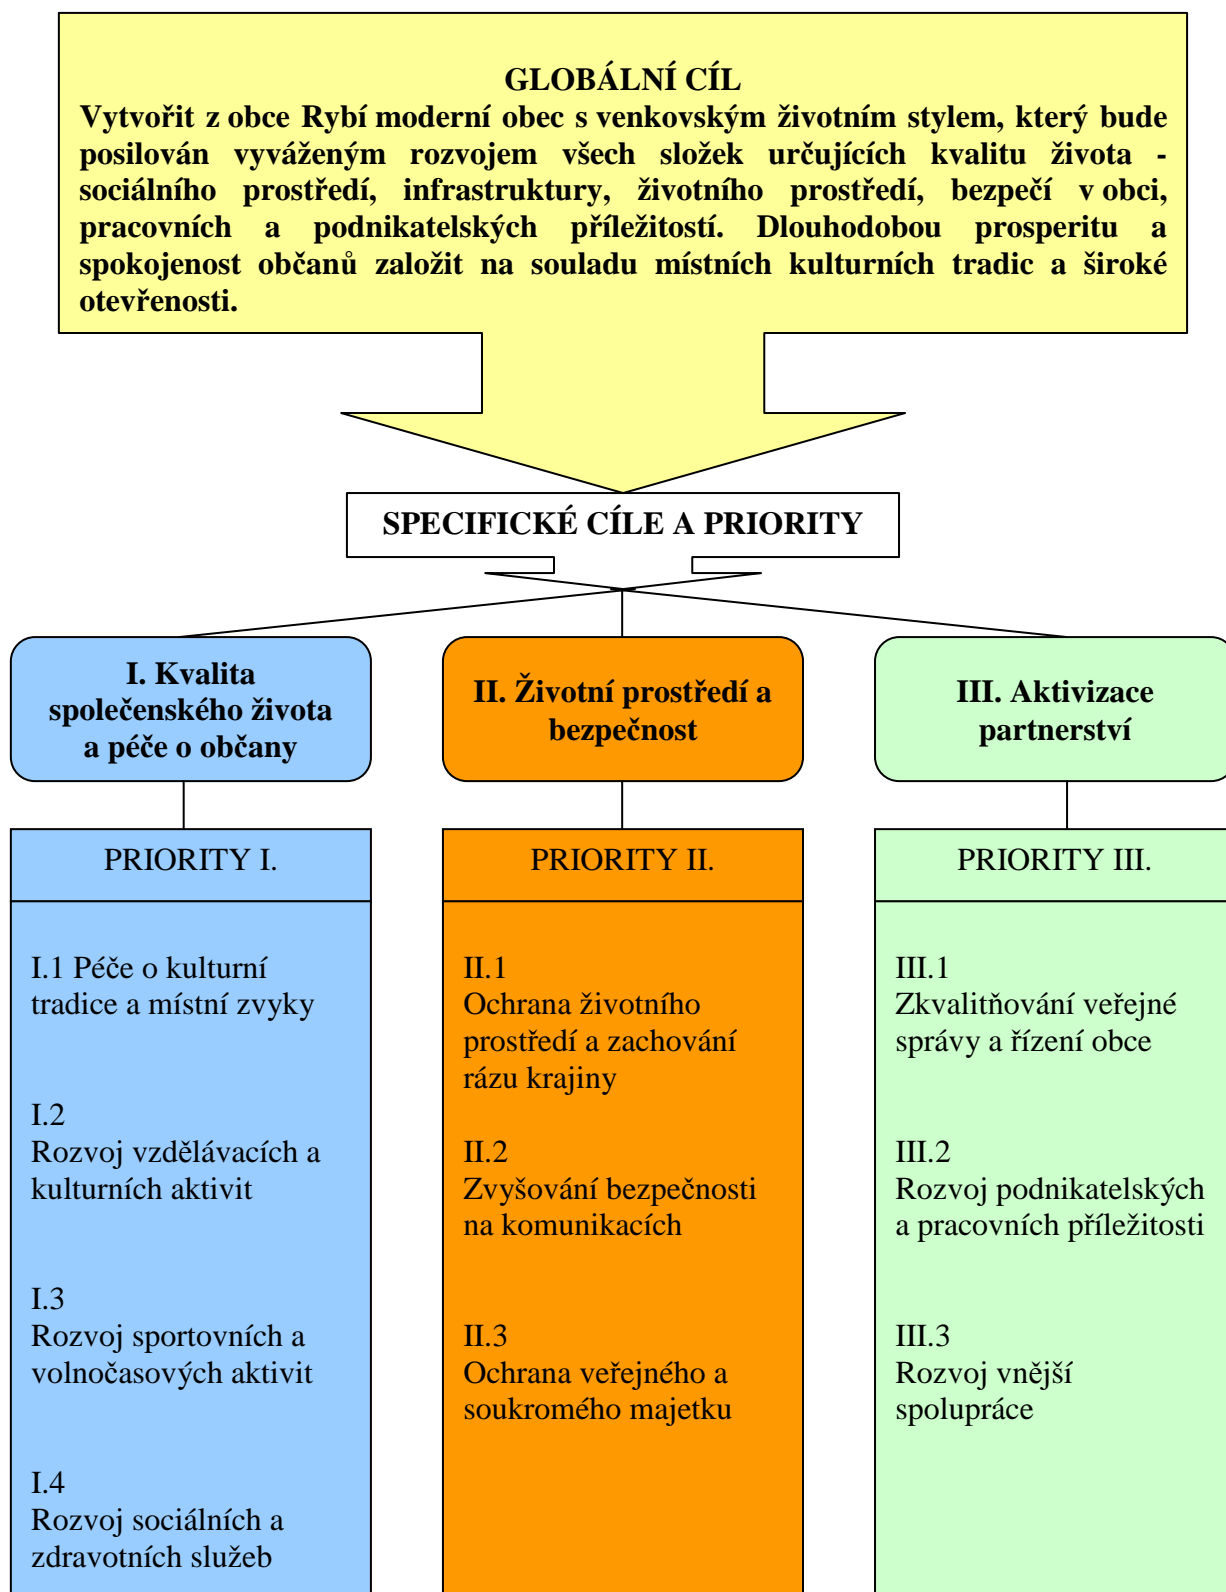 GLOBÁLNÍ CÍL
Vytvořit z obce Rybí moderní obec s venkovským životním stylem, který bude
posilován vyváženým rozvojem všech složek určujících kvalitu života -
sociálního prostředí, infrastruktury, životního prostředí, bezpečí v obci,
pracovních a podnikatelských příležitostí. Dlouhodobou prosperitu a
spokojenost občanů založit na souladu místních kulturních tradic a široké
otevřenosti.
SPECIFICKÉ CÍLE A PRIORITY
I. Kvalita
společenského života
a péče o občany
II. Životní prostředí a
bezpečnost
III. Aktivizace
partnerství
PRIORITY I.
I.1 Péče o kulturní
tradice a místní zvyky
I.2
Rozvoj vzdělávacích a
kulturních aktivit
I.3
Rozvoj sportovních a
volnočasových aktivit
I.4
Rozvoj sociálních a
zdravotních služeb
PRIORITY II.
II.1
Ochrana životního
prostředí a zachování
rázu krajiny
II.2
Zvyšování bezpečnosti
na komunikacích
II.3
Ochrana veřejného a
soukromého majetku
PRIORITY III.
III.1
Zkvalitňování veřejné
správy a řízení obce
III.2
Rozvoj podnikatelských
a pracovních příležitosti
III.3
Rozvoj vnější
spolupráce